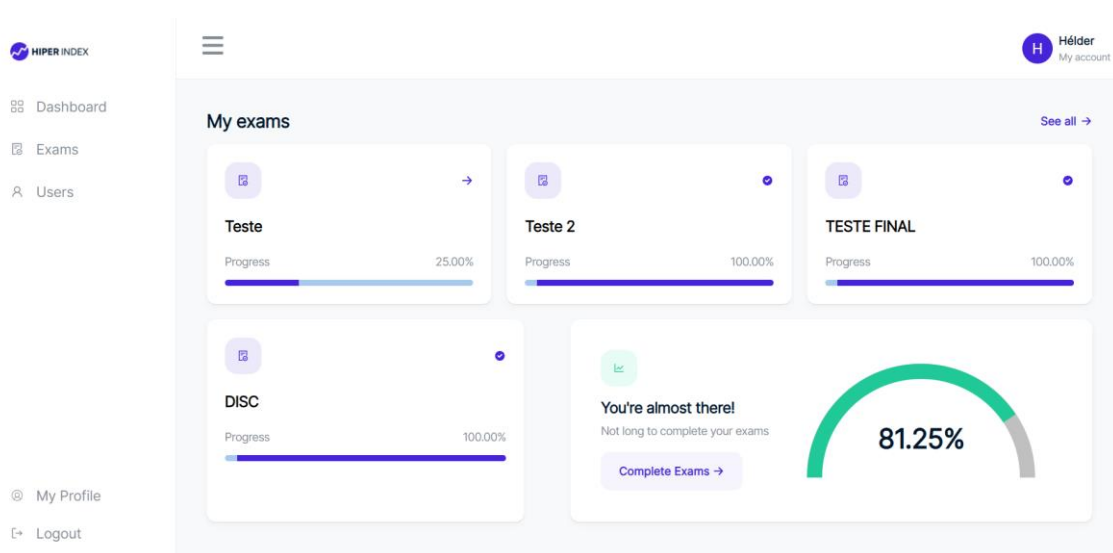 HIPER INDEX
Hélder
H
My account
Dashboard
Exams
Users
My exams
See all →
Teste
Progress 25.00%
Teste 2
Progress 100.00%
TESTE FINAL
Progress 100.00%
DISC
Progress 100.00%
You're almost there!
Not long to complete your exams
Complete Exams →
81.25%
My Profile
Logout